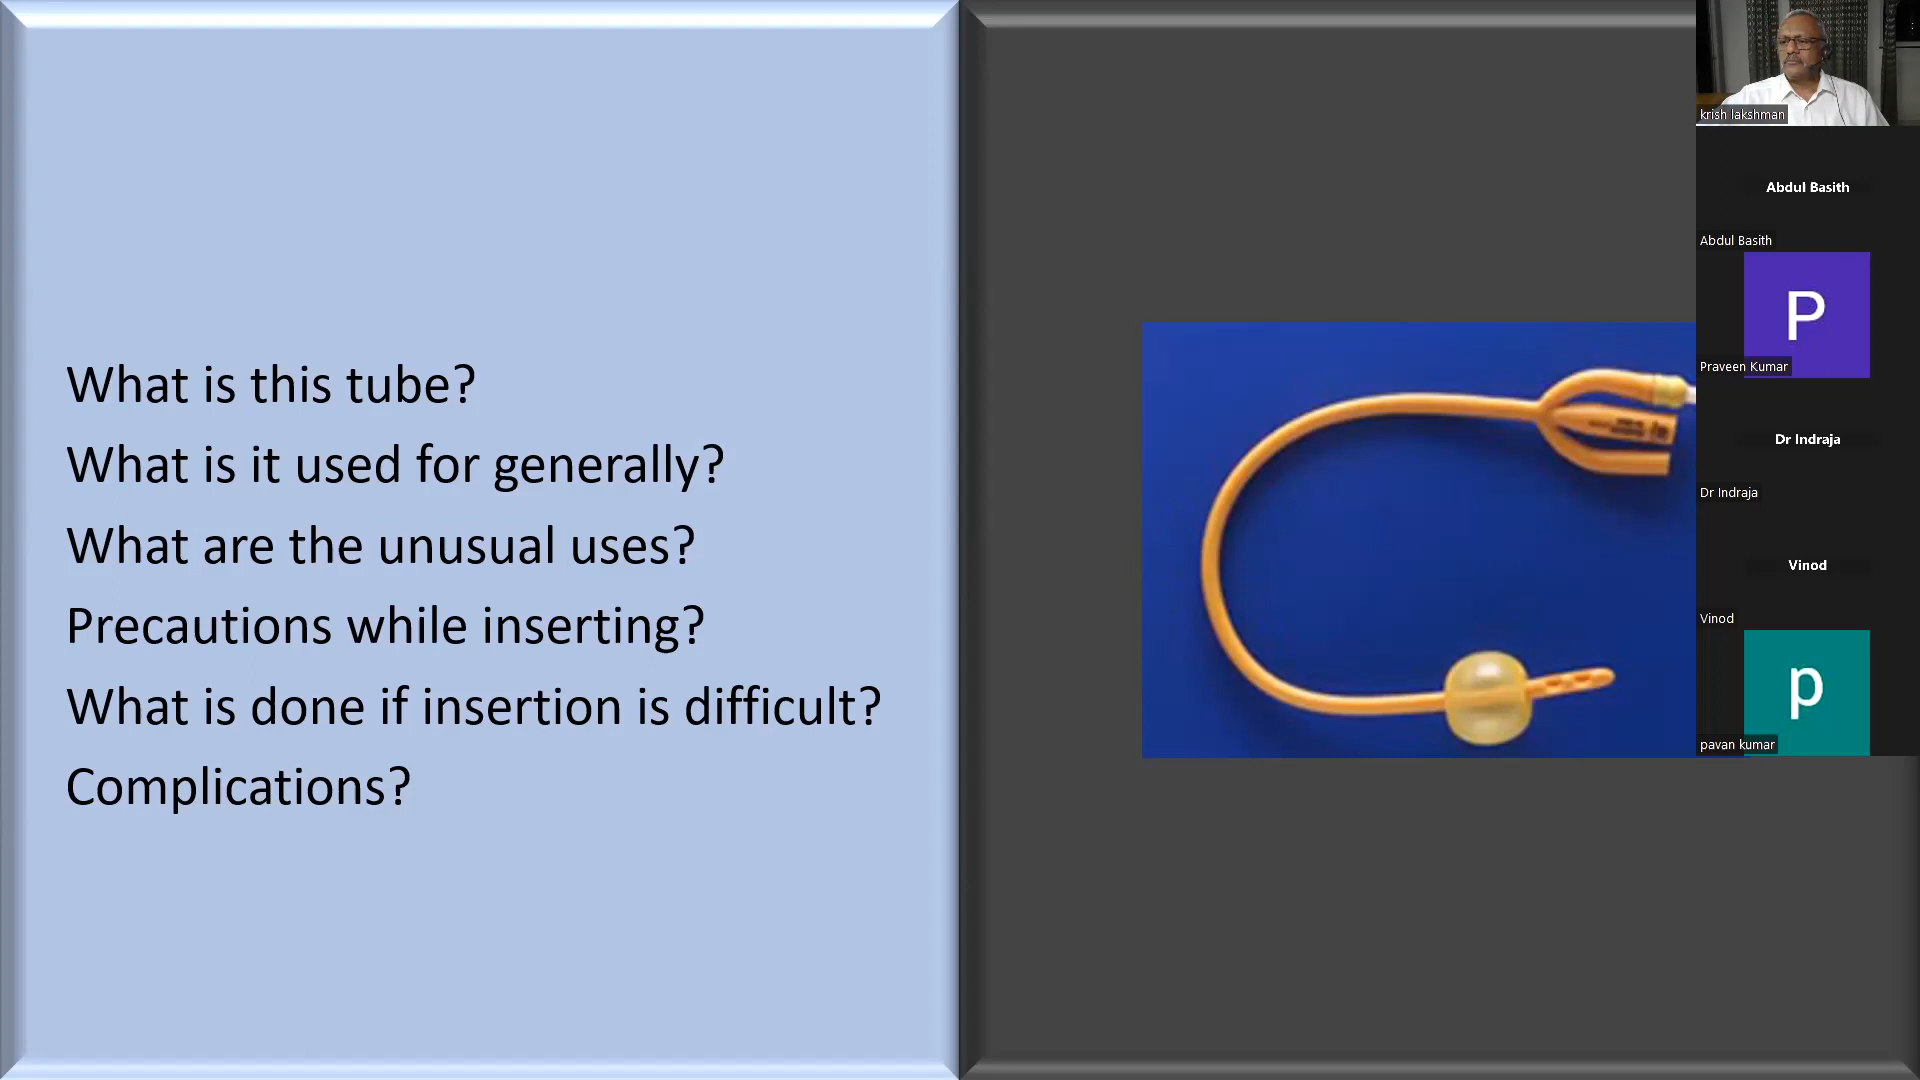 What is this tube?
What is it used for generally?
What are the unusual uses?
Precautions while inserting?
What is done if insertion is difficult?
Complications?
krish lakshman
Abdul Basith
Abdul Basith
P
Praveen Kumar
Dr Indraja
Dr Indraja
Vinod
Vinod
p
pavan kumar